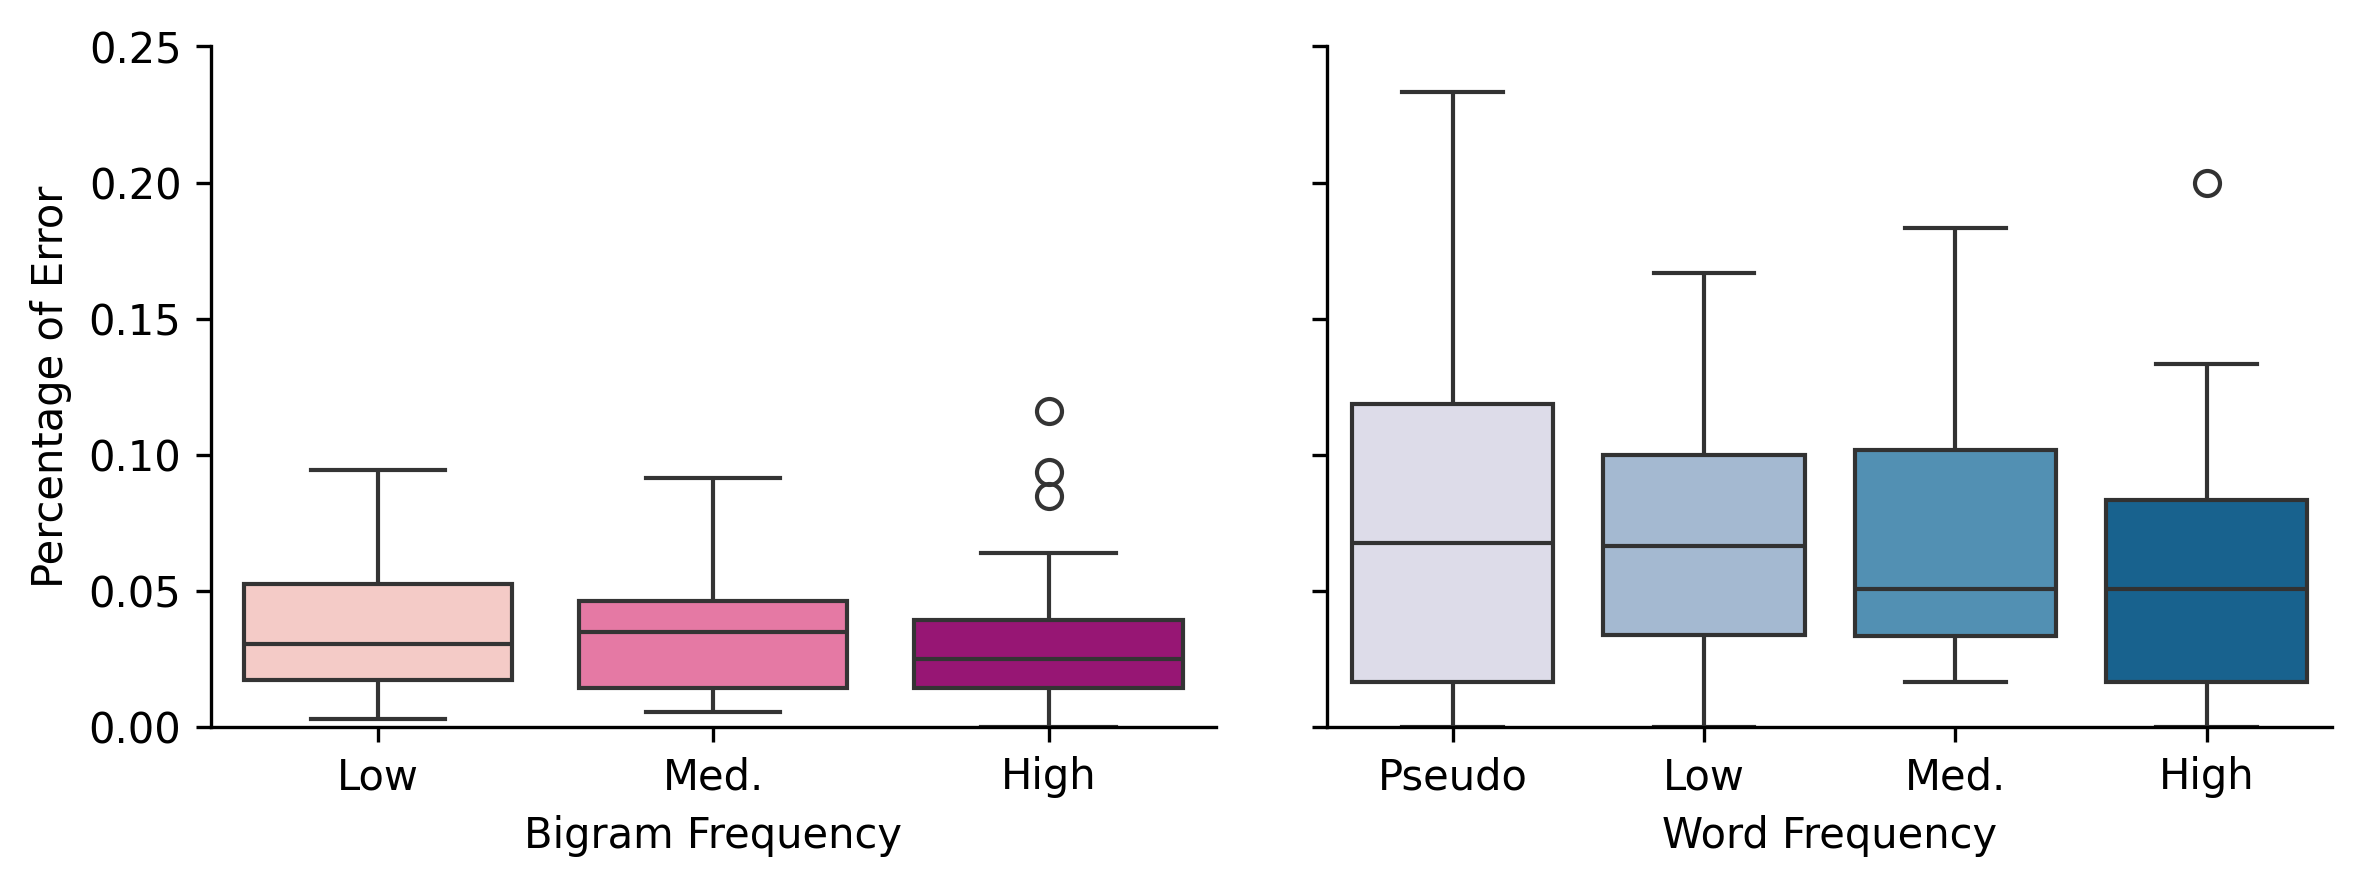 Percentage of Error
0.25
0.20
0.15
0.10
0.05
0.00
Low Med. High
Bigram Frequency
Pseudo Low Med. High
Word Frequency